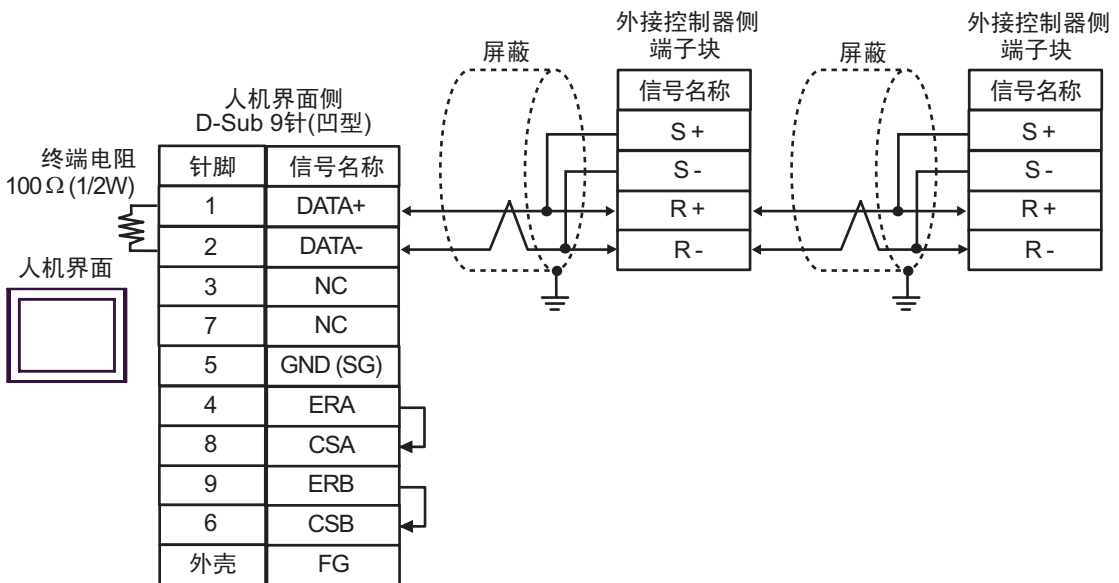 外接控制器侧
端子块
外接控制器侧
端子块
屏蔽
屏蔽
信号名称
S +
S -
R +
R -
信号名称
S +
S -
R +
R -
人机界面侧
D-Sub 9针(凹型)
终端电阻
100Ω (1/2W)
人机界面
针脚 信号名称
1 DATA+
2 DATA-
3 NC
7 NC
5 GND (SG)
4 ERA
8 CSA
9 ERB
6 CSB
外壳 FG